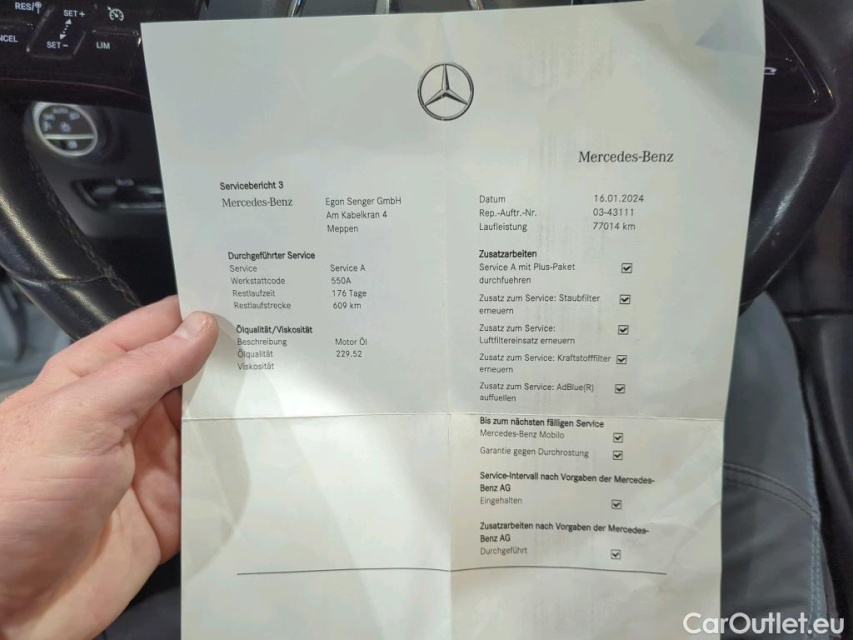 RES/
SET+
CEL
SET-
LIM
Mercedes-Benz
Servicebericht 3
Mercedes-Benz
Egon Senger GmbH
Am Kabelkran 4
Meppen
Durchgeführter Service
Service Service A
Werkstattcode 550A
Restlaufzeit 176 Tage
Restlaufstrecke 609 km
Ölqualität/Viskosität
Beschreibung Motor Öl
Ölqualität 229.52
Viskosität
Datum 16.01.2024
Rep.-Auftr.-Nr. 03-43111
Laufleistung 77014 km
Zusatzarbeiten
Service A mit Plus-Paket
durchfuehren
Zusatz zum Service: Staubfilter
erneuern
Zusatz zum Service:
Luftfiltereinsatz erneuern
Zusatz zum Service: Kraftstofffilter
erneuern
Zusatz zum Service: AdBlue(R)
auffuellen
Bis zum nächsten fälligen Service
Mercedes-Benz Mobilo
Garantie gegen Durchrostung
Service-Intervall nach Vorgaben der Mercedes-
Benz AG
Eingehalten
Zusatzarbeiten nach Vorgaben der Mercedes-
Benz AG
Durchgeführt
CarOutlet.eu